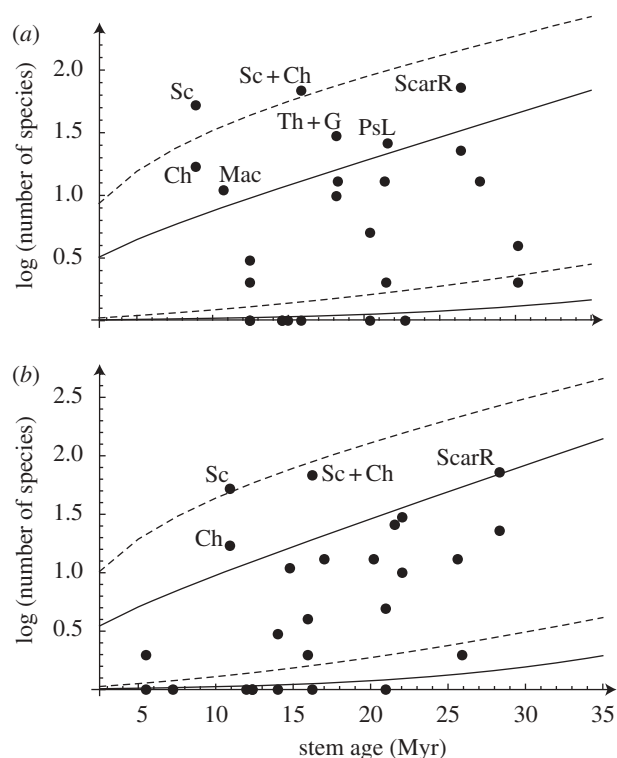 (a)
log (number of species)
2.0
1.5
1.0
0.5
Sc
Sc + Ch
ScarR
Th + G
PsL
Ch
Mac
(b)
log (number of species)
2.5
2.0
1.5
1.0
0.5
Sc
Sc + Ch
ScarR
Ch
5 10 15 20 25 30 35
stem age (Myr)